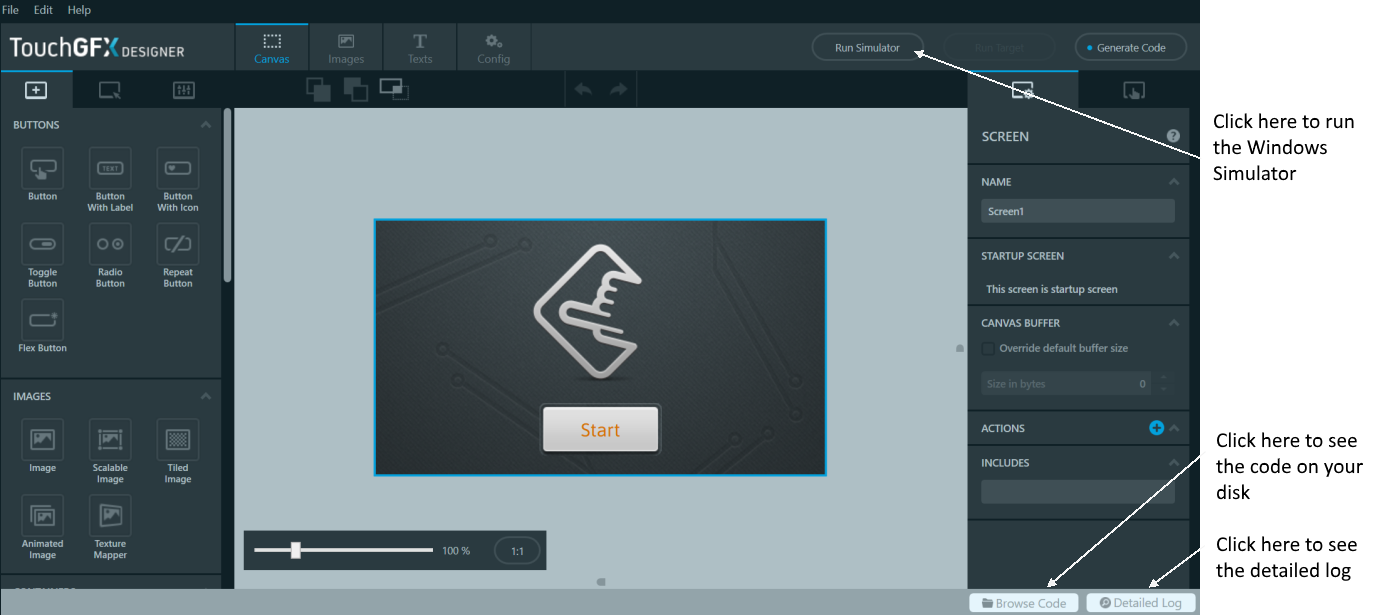 File Edit Help
TouchGFX DESIGNER
Canvas Images Texts Config
Run Simulator Run Target Generate Code
BUTTONS
TEXT
Button Button With Label Button With Icon
Toggle Button Radio Button Repeat Button
Flex Button
IMAGES
Image Scalable Image Tiled Image
Animated Image Texture Mapper
Start
100 % 1:1
SCREEN
?
NAME
Screen1
STARTUP SCREEN
This screen is startup screen
CANVAS BUFFER
Override default buffer size
Size in bytes 0
ACTIONS
INCLUDES
Browse Code Detailed Log
Click here to run
the Windows
Simulator
Click here to see
the code on your
disk
Click here to see
the detailed log